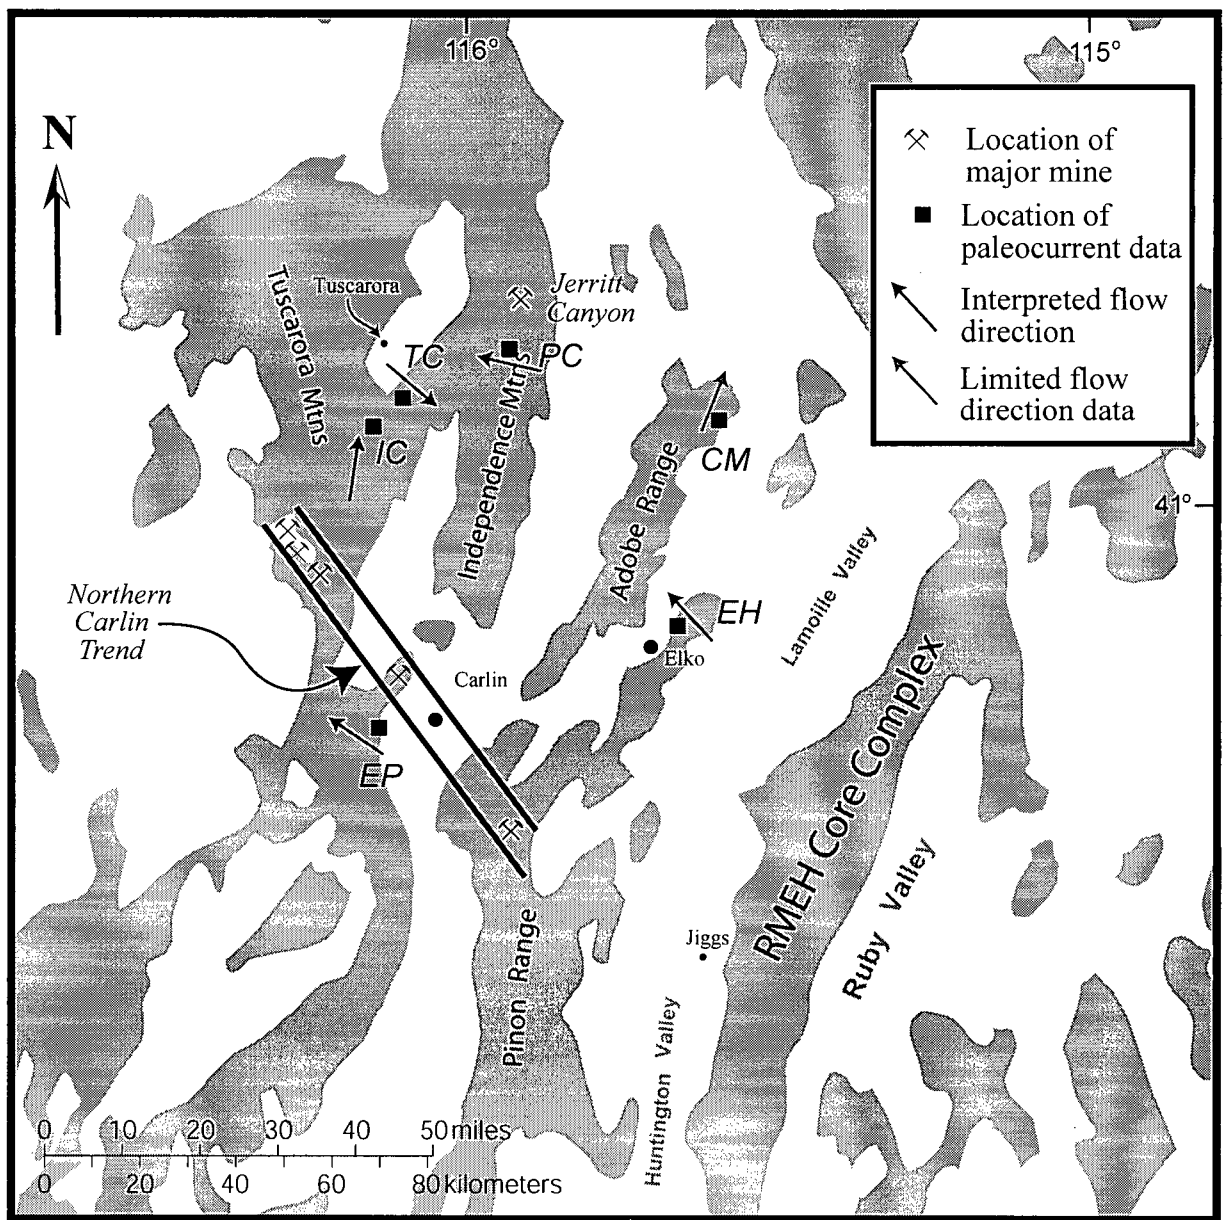 116°
115°
N
Location of
major mine
Location of
paleocurrent data
Interpreted flow
direction
Limited flow
direction data
Tuscarora
Jerritt
Canyon
Tuscarora Mtns
TC
PC
IC
Independence Mtns
CM
Adobe Range
41°
Northern
Carlin
Trend
EH
Elko
Lamoille Valley
Carlin
EP
RMEH Core Complex
Ruby Valley
Jiggs
Pinon Range
Huntington Valley
0 10 20 30 40 50 miles
0 20 40 60 80 kilometers